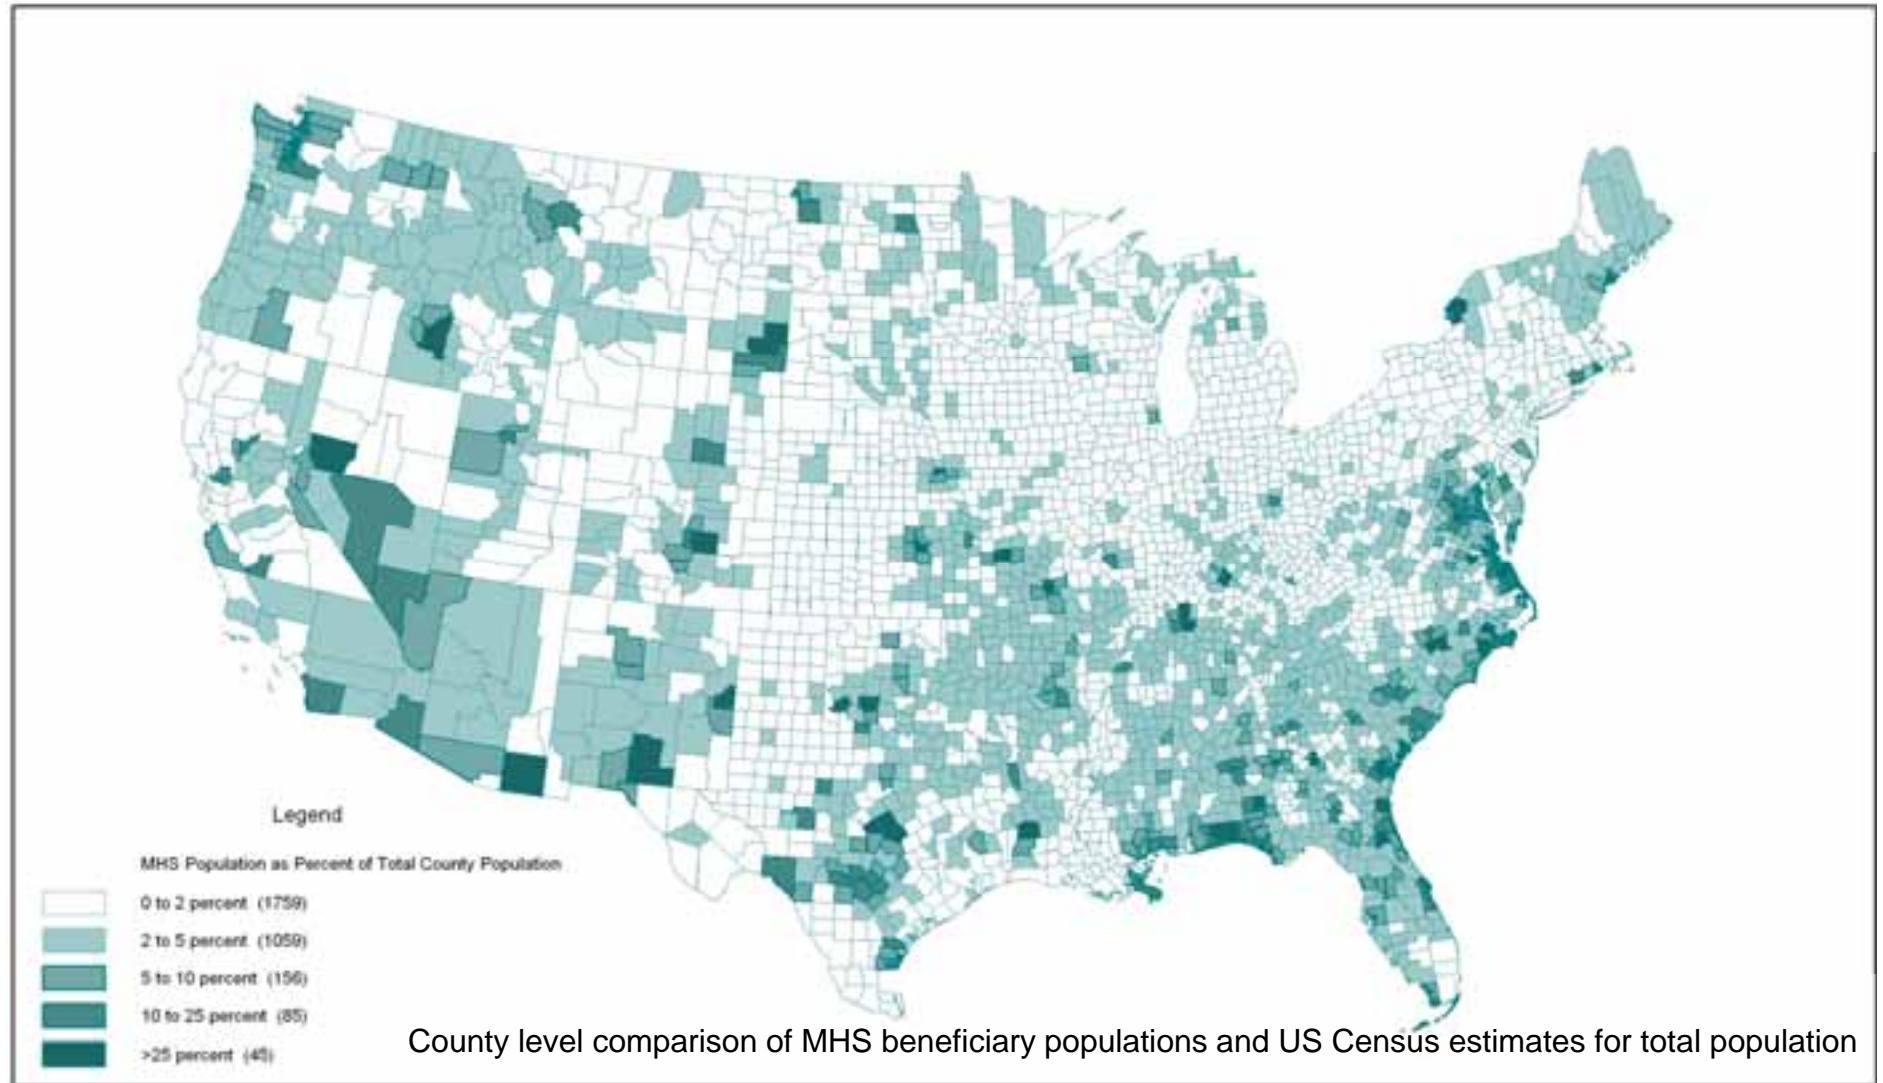 Legend
MHS Population as Percent of Total County Population
0 to 2 percent (1759)
2 to 5 percent (1059)
5 to 10 percent (156)
10 to 25 percent (85)
>25 percent (45)
County level comparison of MHS beneficiary populations and US Census estimates for total population